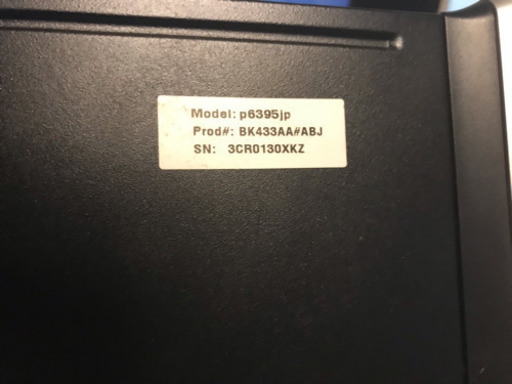 Model: p6395jp
Prod#: BK433AA#ABJ
SN: 3CR0130XKZ